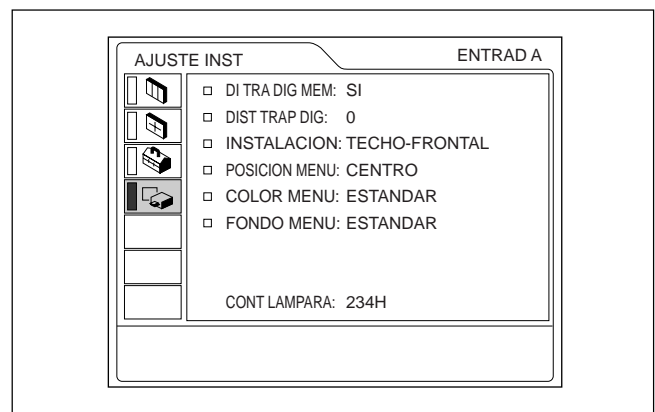 AJUSTE INST ENTRAD A
DI TRA DIG MEM: SI
DIST TRAP DIG: 0
INSTALACION: TECHO-FRONTAL
POSICION MENU: CENTRO
COLOR MENU: ESTANDAR
FONDO MENU: ESTANDAR
CONT LAMPARA: 234H